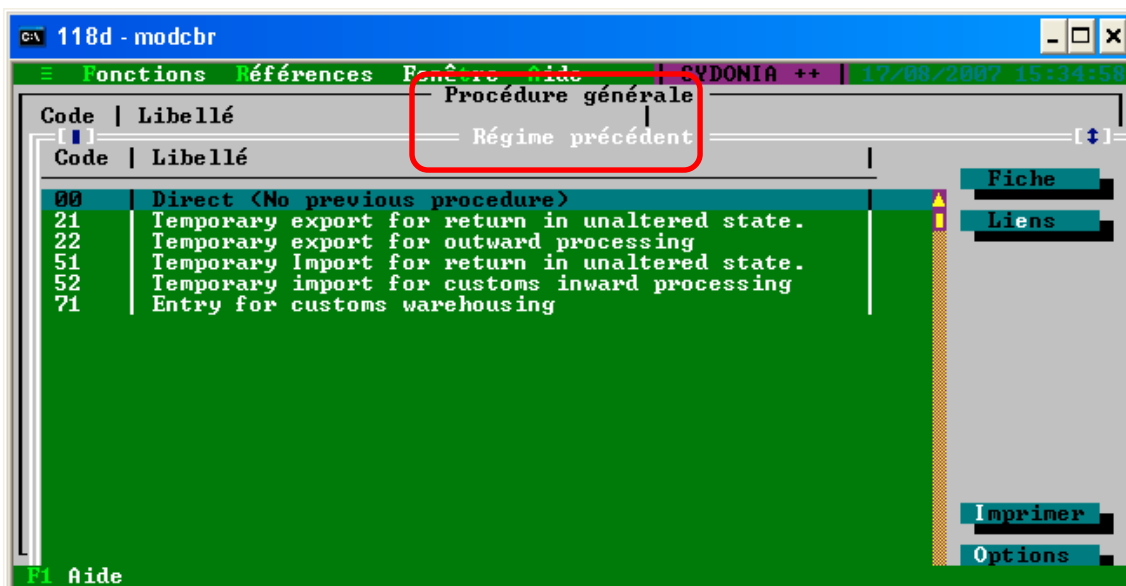 118d - modcbr
≡ Fonctions Références Fenêtre Aide | SYDONIA ++ | 17/08/2007 15:34:58
Procédure générale
Code | Libellé
Régime précédent
Code | Libellé
00 | Direct (No previous procedure)
21 | Temporary export for return in unaltered state.
22 | Temporary export for outward processing
51 | Temporary Import for return in unaltered state.
52 | Temporary import for customs inward processing
71 | Entry for customs warehousing
Fiche
Liens
Imprimer
Options
F1 Aide